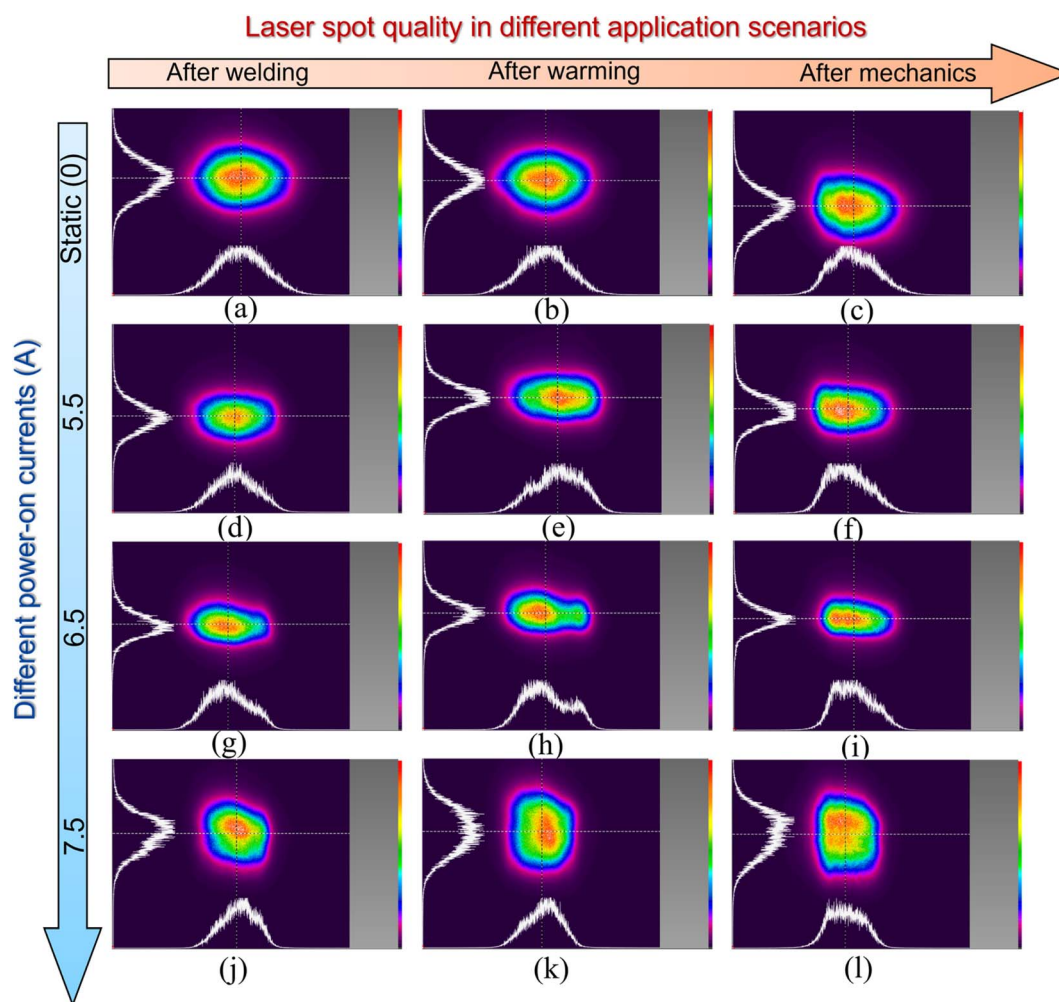 Laser spot quality in different application scenarios
After welding After warming After mechanics
Different power-on currents (A)
Static (0)
(a) (b) (c)
5.5
(d) (e) (f)
6.5
(g) (h) (i)
7.5
(j) (k) (l)